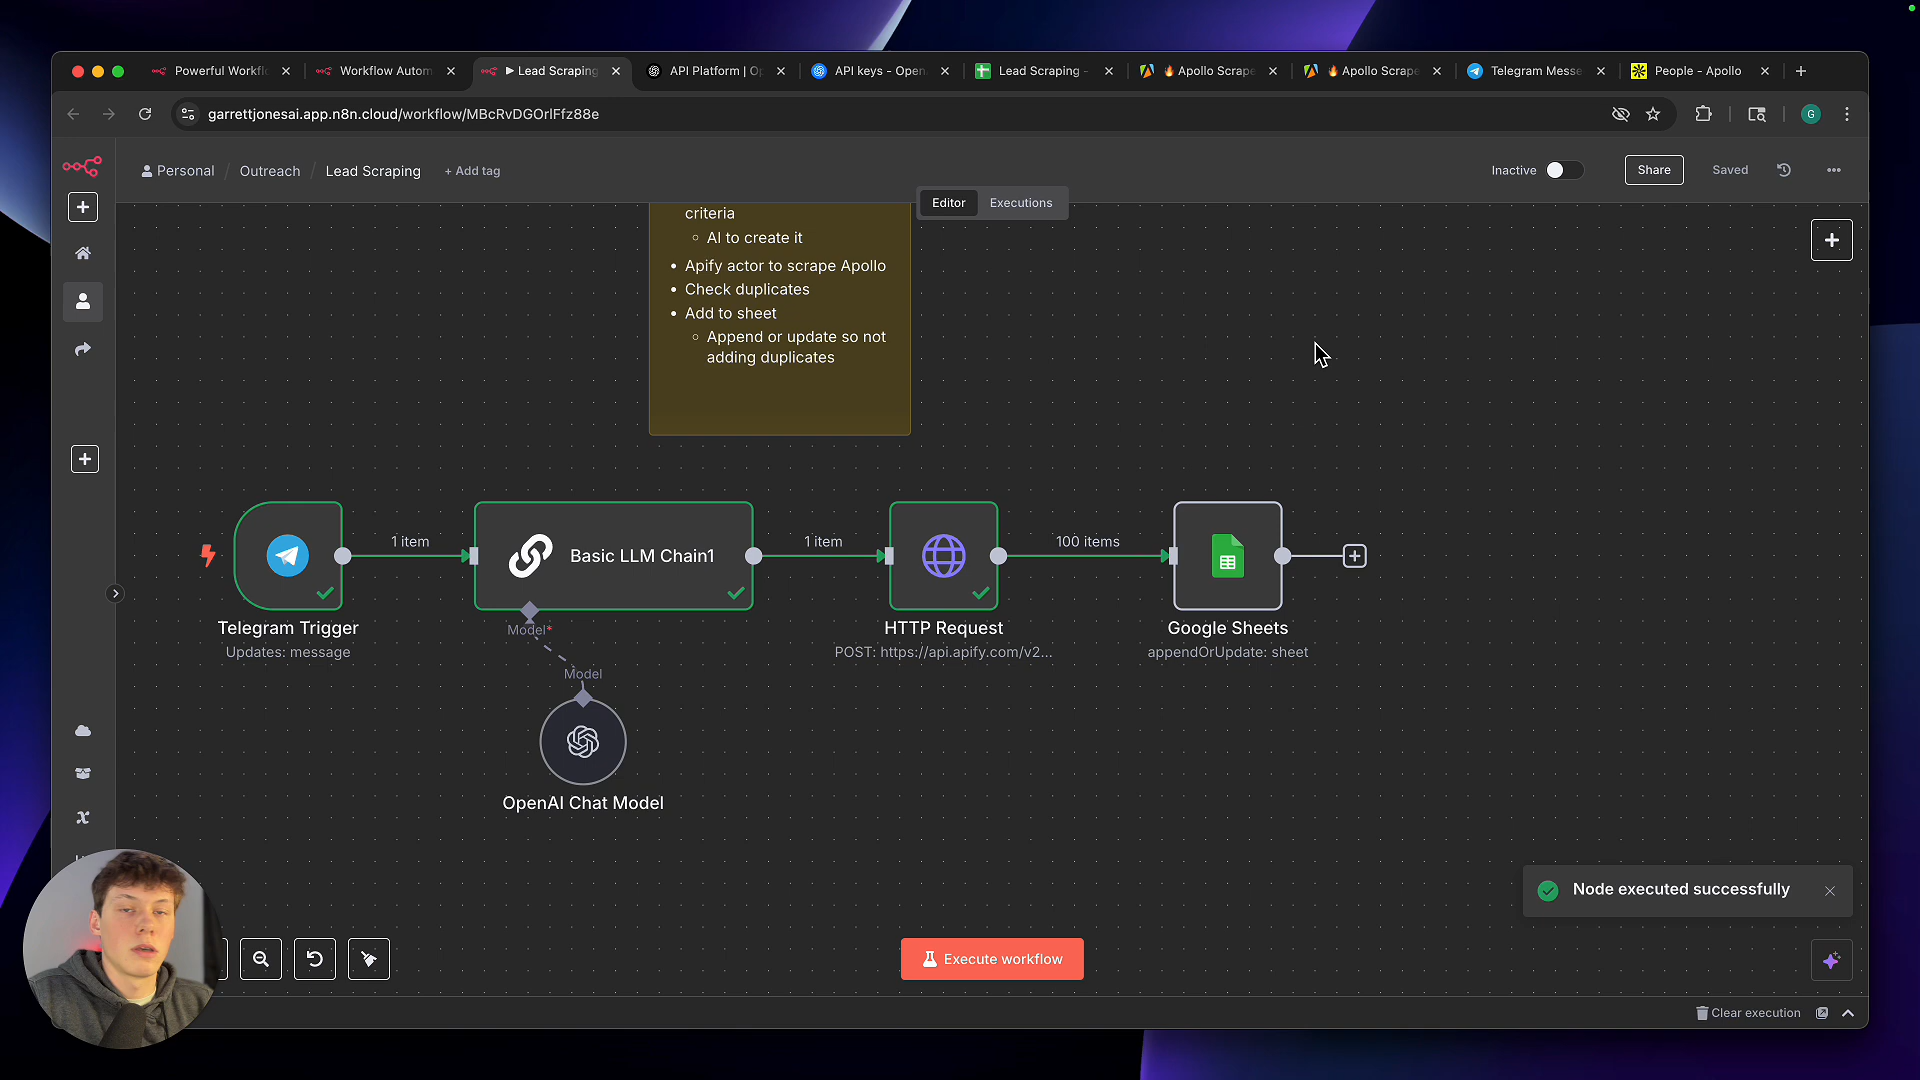 Powerful Workfl
Workflow Autom
Lead Scraping
API Platform | O
API keys - Open
Lead Scraping -
Apollo Scrape
Apollo Scrape
Telegram Messe
People - Apollo
garrettjonesai.app.n8n.cloud/workflow/MBcRvDGOrlFfz88e
G
Personal / Outreach / Lead Scraping + Add tag
Inactive
Share
Saved
Editor Executions
criteria
AI to create it
Apify actor to scrape Apollo
Check duplicates
Add to sheet
Append or update so not
adding duplicates
1 item
Basic LLM Chain1
1 item
100 items
Telegram Trigger
Updates: message
Model*
Model
OpenAI Chat Model
HTTP Request
POST: https://api.apify.com/v2...
Google Sheets
appendOrUpdate: sheet
Node executed successfully
Execute workflow
Clear execution